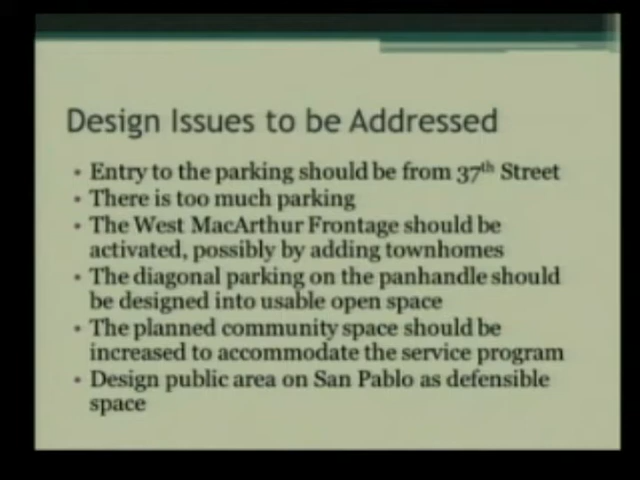 Design Issues to be Addressed
• Entry to the parking should be from 37th Street
• There is too much parking
• The West MacArthur Frontage should be
activated, possibly by adding townhomes
• The diagonal parking on the panhandle should
be designed into usable open space
• The planned community space should be
increased to accommodate the service program
• Design public area on San Pablo as defensible
space